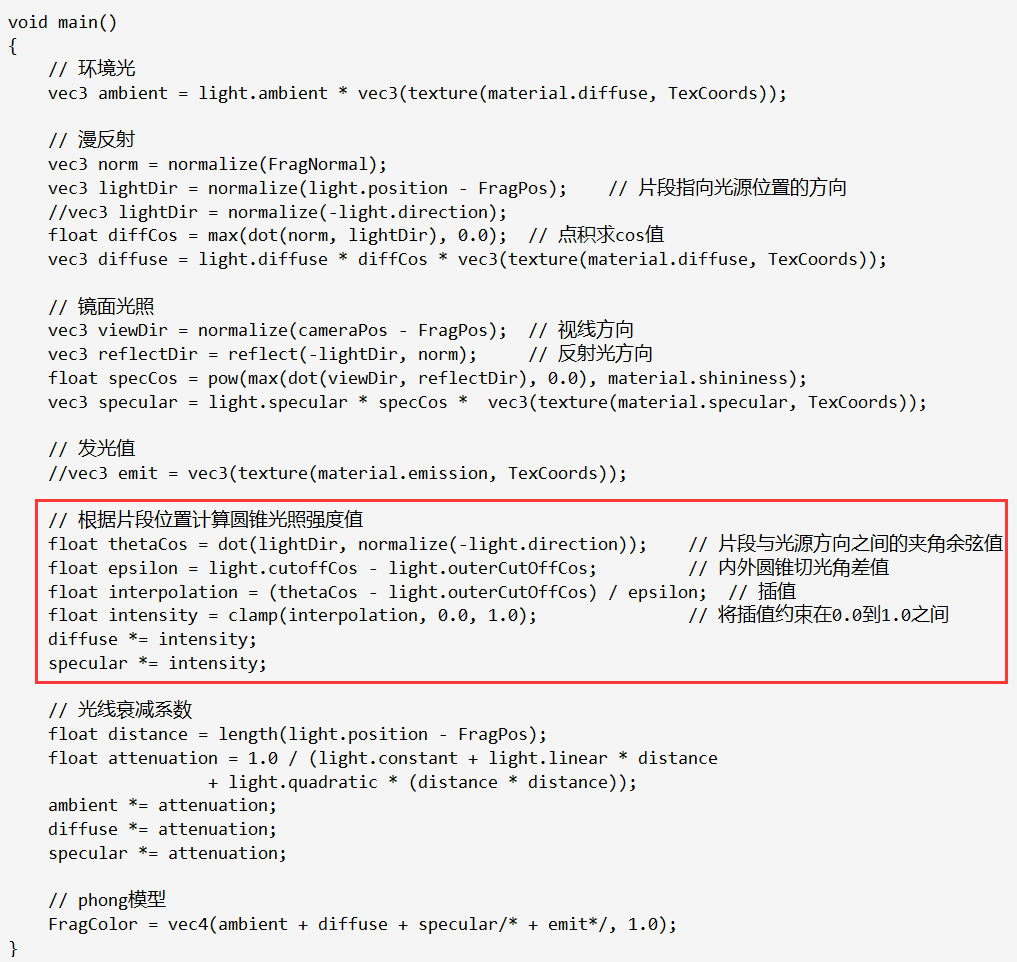 void main()
{
    // 环境光
    vec3 ambient = light.ambient * vec3(texture(material.diffuse, TexCoords));

    // 漫反射
    vec3 norm = normalize(FragNormal);
    vec3 lightDir = normalize(light.position - FragPos);    // 片段指向光源位置的方向
    //vec3 lightDir = normalize(-light.direction);
    float diffCos = max(dot(norm, lightDir), 0.0);  // 点积求cos值
    vec3 diffuse = light.diffuse * diffCos * vec3(texture(material.diffuse, TexCoords));

    // 镜面光照
    vec3 viewDir = normalize(cameraPos - FragPos);  // 视线方向
    vec3 reflectDir = reflect(-lightDir, norm);     // 反射光方向
    float specCos = pow(max(dot(viewDir, reflectDir), 0.0), material.shininess);
    vec3 specular = light.specular * specCos *  vec3(texture(material.specular, TexCoords));

    // 发光值
    //vec3 emit = vec3(texture(material.emission, TexCoords));

    // 根据片段位置计算圆锥光照强度值
    float thetaCos = dot(lightDir, normalize(-light.direction));    // 片段与光源方向之间的夹角余弦值
    float epsilon = light.cutoffCos - light.outerCutOffCos;         // 内外圆锥切光角差值
    float interpolation = (thetaCos - light.outerCutOffCos) / epsilon;  // 插值
    float intensity = clamp(interpolation, 0.0, 1.0);               // 将插值约束在0.0到1.0之间
    diffuse *= intensity;
    specular *= intensity;

    // 光线衰减系数
    float distance = length(light.position - FragPos);
    float attenuation = 1.0 / (light.constant + light.linear * distance
                    + light.quadratic * (distance * distance));
    ambient *= attenuation;
    diffuse *= attenuation;
    specular *= attenuation;

    // phong模型
    FragColor = vec4(ambient + diffuse + specular/* + emit*/, 1.0);
}